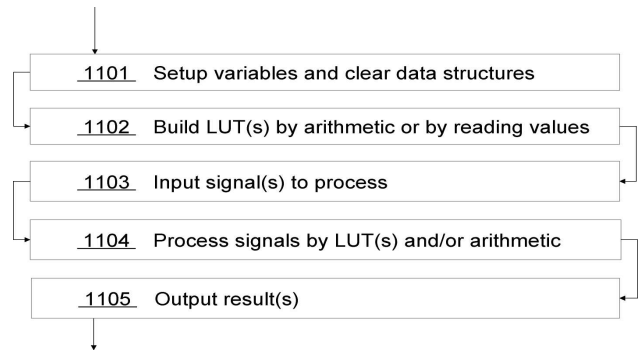 1101 Setup variables and clear data structures
1102 Build LUT(s) by arithmetic or by reading values
1103 Input signal(s) to process
1104 Process signals by LUT(s) and/or arithmetic
1105 Output result(s)